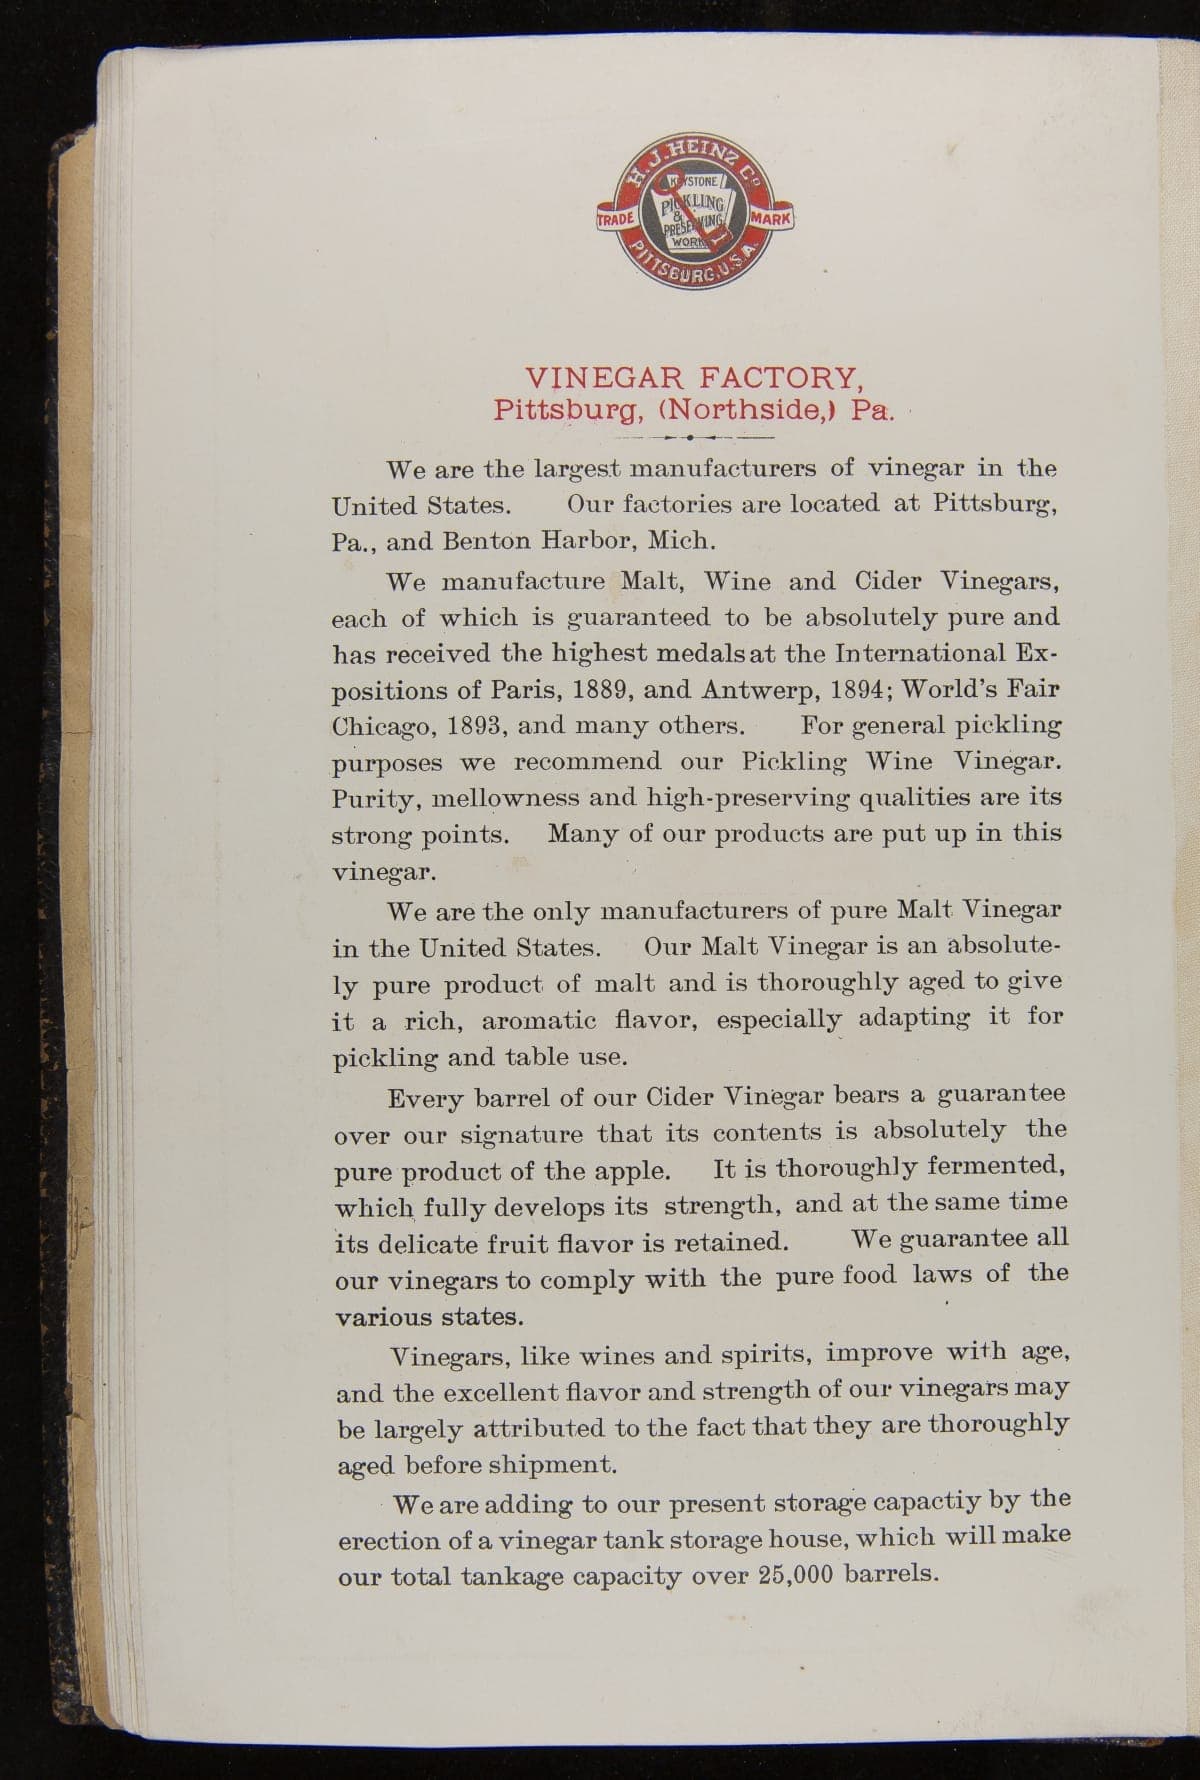 H. J. HEINZ Co
KEYSTONE
PICKLING
&
PRESERVING
WORKS
TRADE MARK
PITTSBURG, U.S.A.
VINEGAR FACTORY,
Pittsburg, (Northside,) Pa.
We are the largest manufacturers of vinegar in the
United States. Our factories are located at Pittsburg,
Pa., and Benton Harbor, Mich.
We manufacture Malt, Wine and Cider Vinegars,
each of which is guaranteed to be absolutely pure and
has received the highest medals at the International Ex-
positions of Paris, 1889, and Antwerp, 1894; World's Fair
Chicago, 1893, and many others. For general pickling
purposes we recommend our Pickling Wine Vinegar.
Purity, mellowness and high-preserving qualities are its
strong points. Many of our products are put up in this
vinegar.
We are the only manufacturers of pure Malt Vinegar
in the United States. Our Malt Vinegar is an absolute-
ly pure product of malt and is thoroughly aged to give
it a rich, aromatic flavor, especially adapting it for
pickling and table use.
Every barrel of our Cider Vinegar bears a guarantee
over our signature that its contents is absolutely the
pure product of the apple. It is thoroughly fermented,
which fully develops its strength, and at the same time
its delicate fruit flavor is retained. We guarantee all
our vinegars to comply with the pure food laws of the
various states.
Vinegars, like wines and spirits, improve with age,
and the excellent flavor and strength of our vinegars may
be largely attributed to the fact that they are thoroughly
aged before shipment.
We are adding to our present storage capactiy by the
erection of a vinegar tank storage house, which will make
our total tankage capacity over 25,000 barrels.